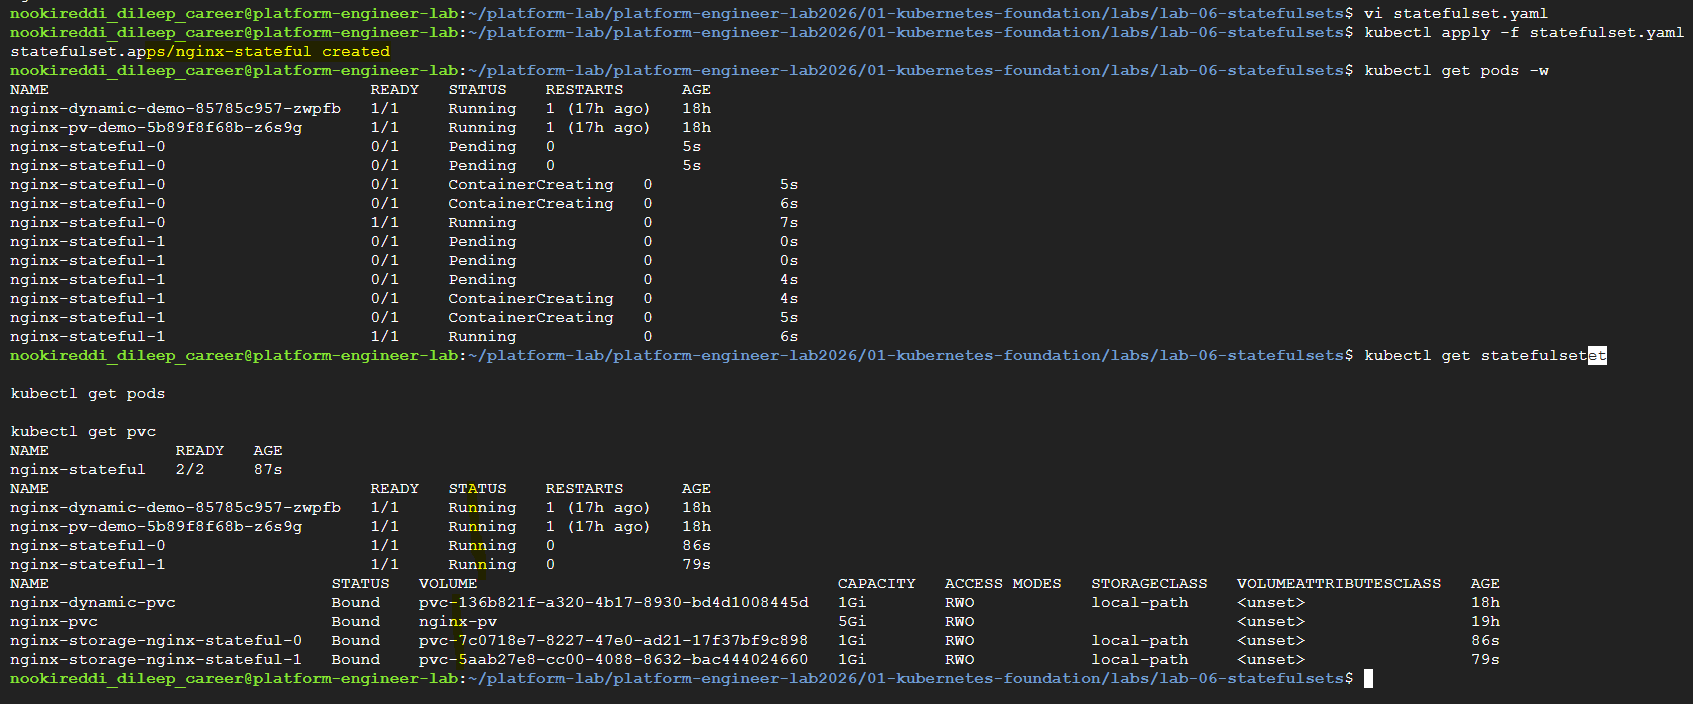 nookireddi_dileep_career@platform-engineer-lab:~/platform-lab/platform-engineer-lab2026/01-kubernetes-foundation/labs/lab-06-statefulsets$ vi statefulset.yaml
nookireddi_dileep_career@platform-engineer-lab:~/platform-lab/platform-engineer-lab2026/01-kubernetes-foundation/labs/lab-06-statefulsets$ kubectl apply -f statefulset.yaml
statefulset.apps/nginx-stateful created
nookireddi_dileep_career@platform-engineer-lab:~/platform-lab/platform-engineer-lab2026/01-kubernetes-foundation/labs/lab-06-statefulsets$ kubectl get pods -w
NAME                                 READY   STATUS    RESTARTS      AGE
nginx-dynamic-demo-85785c957-zwpfb   1/1     Running   1 (17h ago)   18h
nginx-pv-demo-5b89f8f68b-z6s9g       1/1     Running   1 (17h ago)   18h
nginx-stateful-0                     0/1     Pending   0             5s
nginx-stateful-0                     0/1     Pending   0             5s
nginx-stateful-0                     0/1     ContainerCreating   0             5s
nginx-stateful-0                     0/1     ContainerCreating   0             6s
nginx-stateful-0                     1/1     Running             0             7s
nginx-stateful-1                     0/1     Pending             0             0s
nginx-stateful-1                     0/1     Pending             0             0s
nginx-stateful-1                     0/1     Pending             0             4s
nginx-stateful-1                     0/1     ContainerCreating   0             4s
nginx-stateful-1                     0/1     ContainerCreating   0             5s
nginx-stateful-1                     1/1     Running             0             6s
nookireddi_dileep_career@platform-engineer-lab:~/platform-lab/platform-engineer-lab2026/01-kubernetes-foundation/labs/lab-06-statefulsets$ kubectl get statefulsetet
kubectl get pods
kubectl get pvc
NAME             READY   AGE
nginx-stateful   2/2     87s
NAME                                 READY   STATUS    RESTARTS      AGE
nginx-dynamic-demo-85785c957-zwpfb   1/1     Running   1 (17h ago)   18h
nginx-pv-demo-5b89f8f68b-z6s9g       1/1     Running   1 (17h ago)   18h
nginx-stateful-0                     1/1     Running   0             86s
nginx-stateful-1                     1/1     Running   0             79s
NAME                             STATUS   VOLUME                                     CAPACITY   ACCESS MODES   STORAGECLASS   VOLUMEATTRIBUTESCLASS   AGE
nginx-dynamic-pvc                Bound    pvc-136b821f-a320-4b17-8930-bd4d1008445d   1Gi        RWO            local-path     <unset>                 18h
nginx-pvc                        Bound    nginx-pv                                   5Gi        RWO                           <unset>                 19h
nginx-storage-nginx-stateful-0   Bound    pvc-7c0718e7-8227-47e0-ad21-17f37bf9c898   1Gi        RWO            local-path     <unset>                 86s
nginx-storage-nginx-stateful-1   Bound    pvc-5aab27e8-cc00-4088-8632-bac444024660   1Gi        RWO            local-path     <unset>                 79s
nookireddi_dileep_career@platform-engineer-lab:~/platform-lab/platform-engineer-lab2026/01-kubernetes-foundation/labs/lab-06-statefulsets$